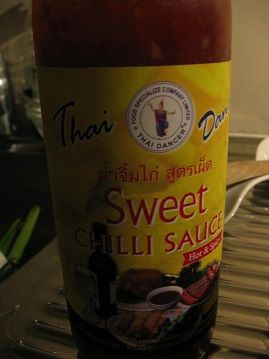 Thai Dan
FOOD SPECIALIZE COMPANY LIMITED
THAI DANCER
น้ำจิ้มไก่ สูตรเผ็ด
Sweet
CHILLI SAUCE
Hot &